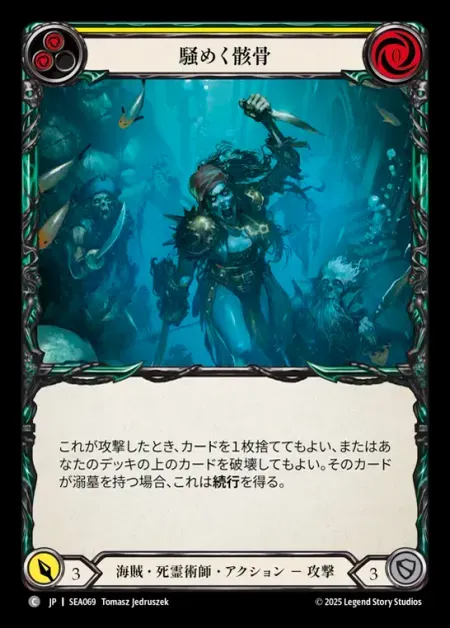 騒めく骸骨
0
これが攻撃したとき、カードを1枚捨ててもよい、またはあ
なたのデッキの上のカードを破壊してもよい。そのカード
が溺墓を持つ場合、これは続行を得る。
3
海賊・死霊術師・アクション － 攻撃
3
C JP | SEA069 Tomasz Jedruszek
© 2025 Legend Story Studios